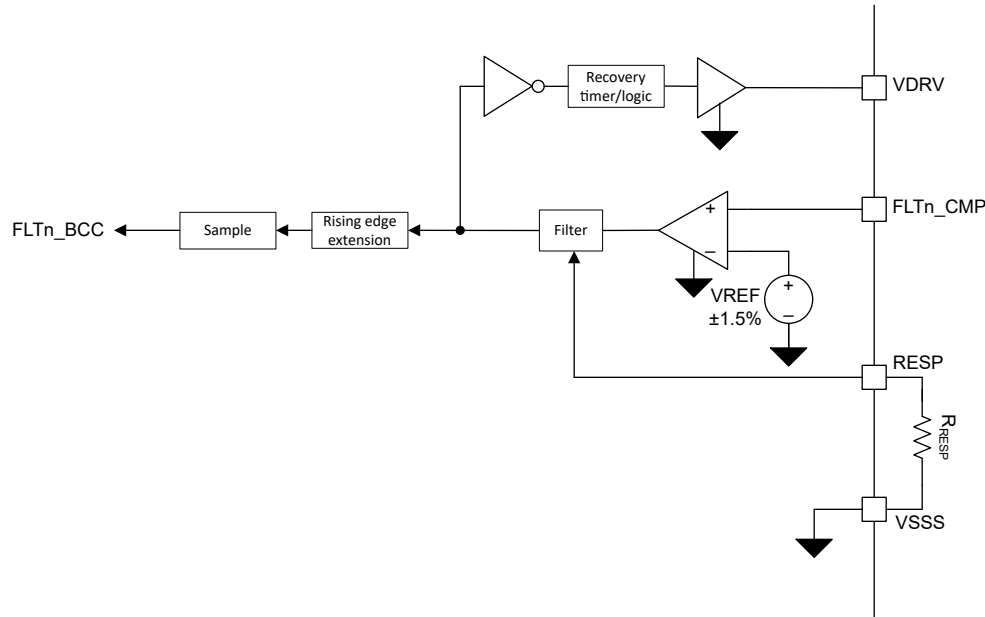 Recovery
timer/logic
VDRV
FLTn_CMP
+
–
FLTn_BCC
Sample
Rising edge
extension
Filter
VREF
±1.5%
+
–
RESP
RRESP
VSSS